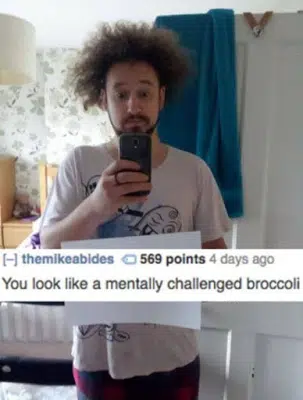 [-] themikeabides 569 points 4 days ago
You look like a mentally challenged broccoli